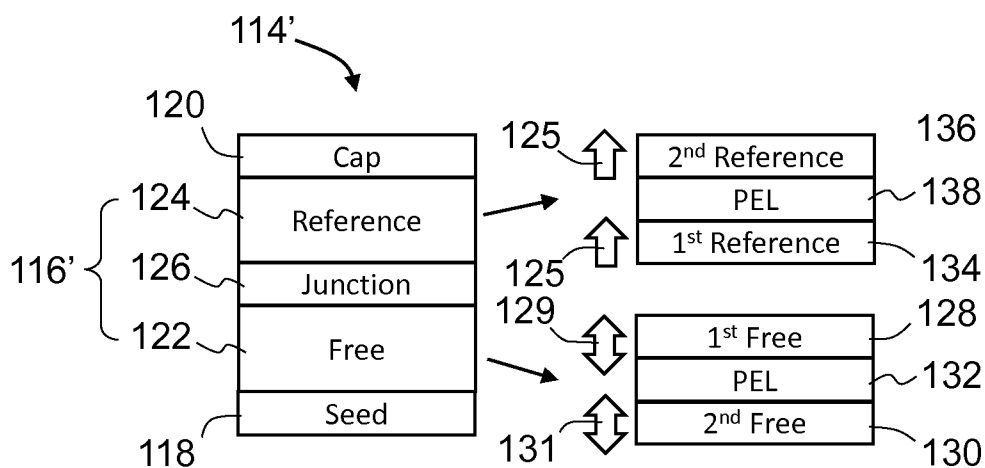 114’
120
Cap
124
Reference
116’
126
Junction
122
Free
Seed
118
125
2nd Reference
136
PEL
138
1st Reference
125
134
129
1st Free
128
PEL
132
2nd Free
131
130